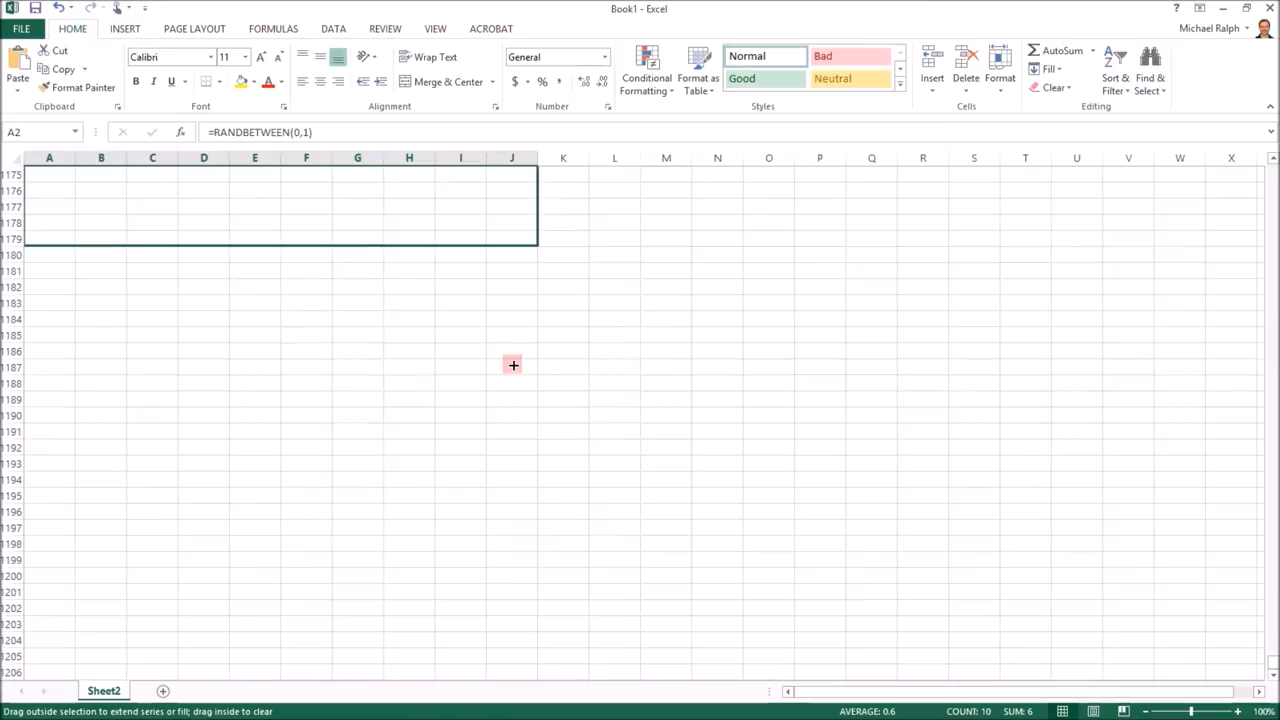 Book1 - Excel
FILE HOME INSERT PAGE LAYOUT FORMULAS DATA REVIEW VIEW ACROBAT Michael Ralph
Cut
Copy
Format Painter
Paste
Clipboard
Calibri 11
B I U
Font
Wrap Text
Merge & Center
Alignment
General
$ %
Number
Conditional Formatting
Format as Table
Normal Bad
Good Neutral
Styles
Insert Delete Format
Cells
AutoSum
Fill
Clear
Sort & Filter
Find & Select
Editing
A2 fx =RANDBETWEEN(0,1)
A B C D E F G H I J K L M N O P Q R S T U V W X
1175
1176
1177
1178
1179
1180
1181
1182
1183
1184
1185
1186
1187
1188
1189
1190
1191
1192
1193
1194
1195
1196
1197
1198
1199
1200
1201
1202
1203
1204
1205
1206
Sheet2
Drag outside selection to extend series or fill; drag inside to clear AVERAGE: 0.6 COUNT: 10 SUM: 6 100%